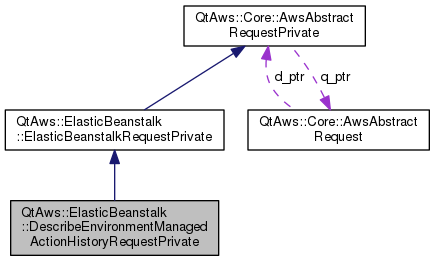 QtAws::Core::AwsAbstract
RequestPrivate
d_ptr
q_ptr
QtAws::ElasticBeanstalk
::ElasticBeanstalkRequestPrivate
QtAws::Core::AwsAbstract
Request
QtAws::ElasticBeanstalk
::DescribeEnvironmentManaged
ActionHistoryRequestPrivate